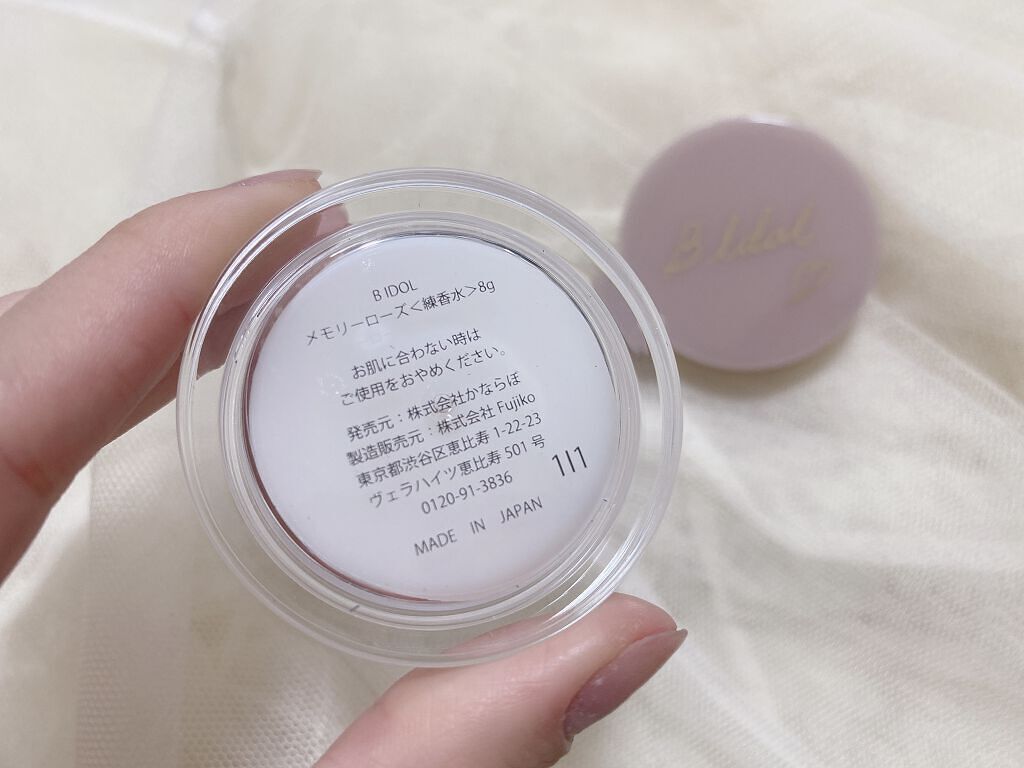 B IDOL
メモリーローズ<練香水>8g
お肌に合わない時は
ご使用をおやめください。
発売元：株式会社かならぼ
製造販売元：株式会社 Fujiko
東京都渋谷区恵比寿 1-22-23
ヴェラハイツ恵比寿 501 号
0120-91-3836
1I1
MADE IN JAPAN
B Idol